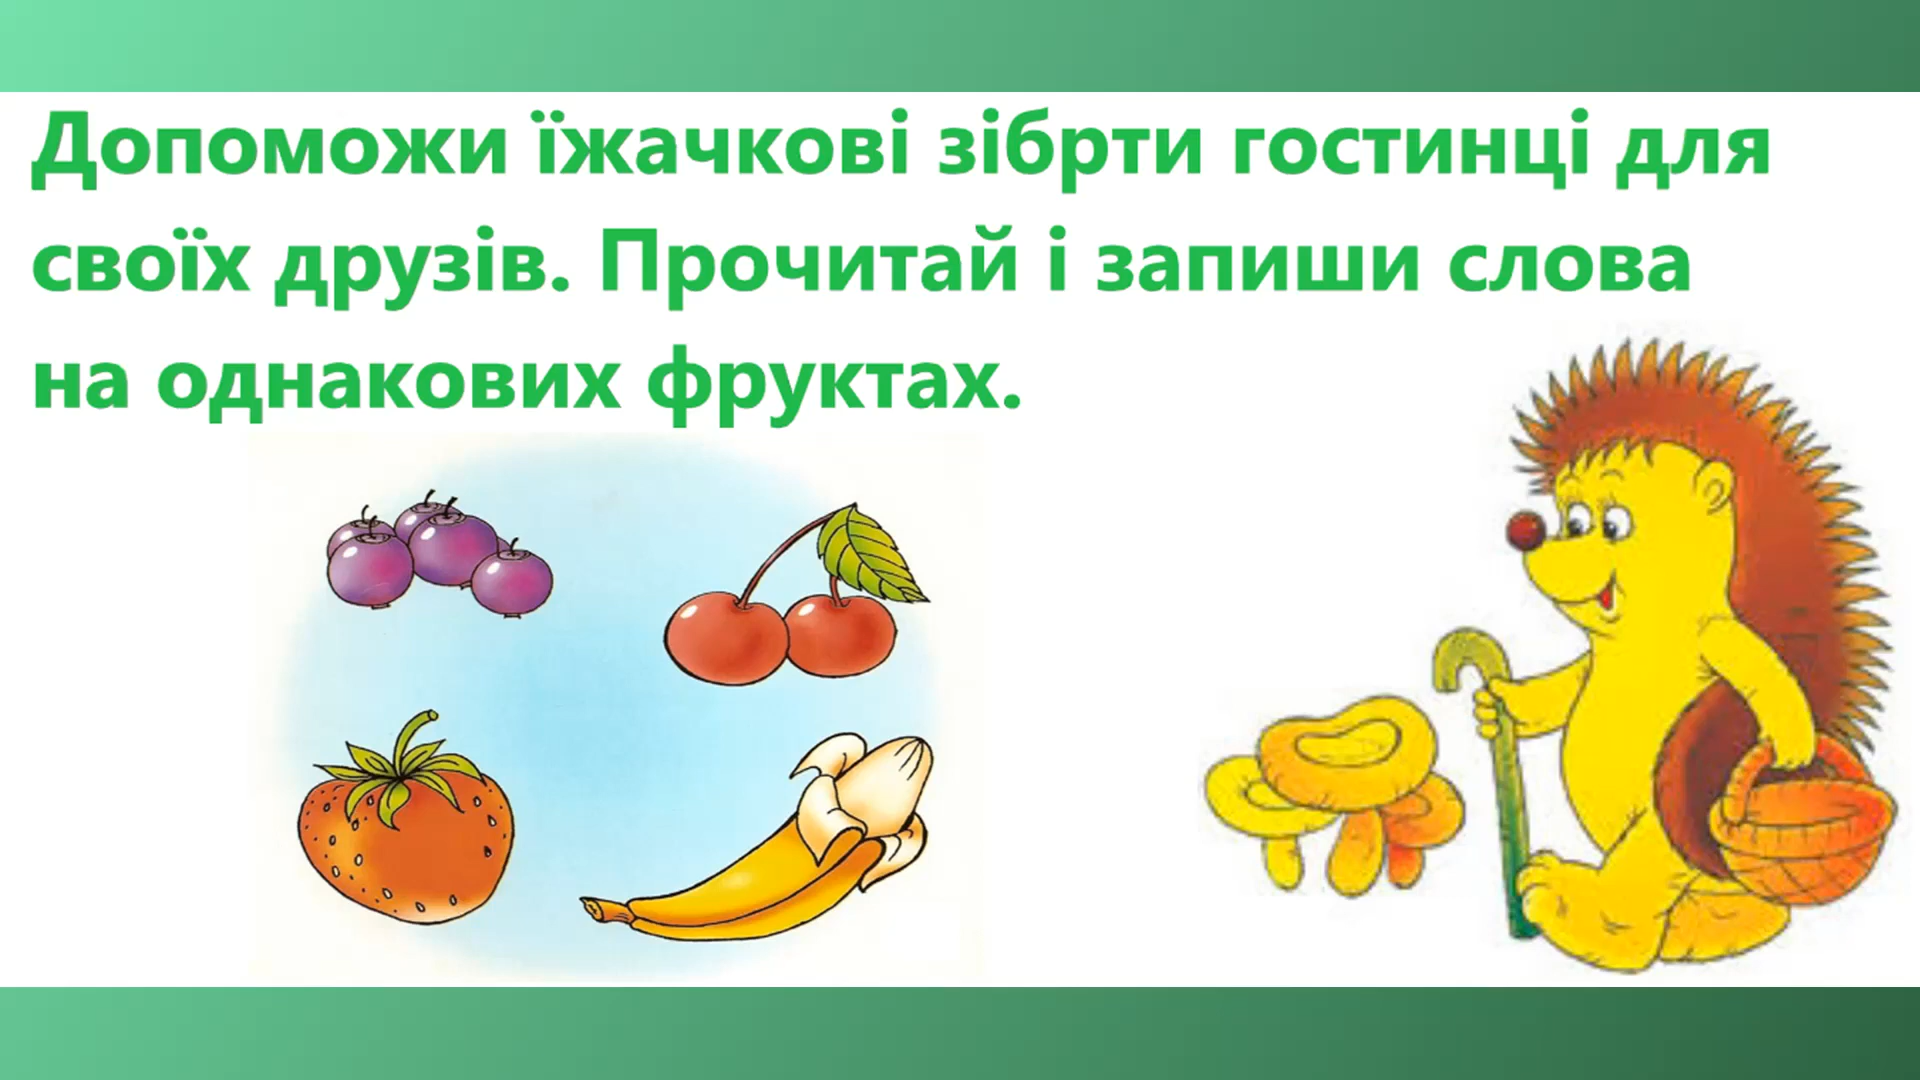 Допоможи їжачкові зібрти гостинці для
своїх друзів. Прочитай і запиши слова
на однакових фруктах.